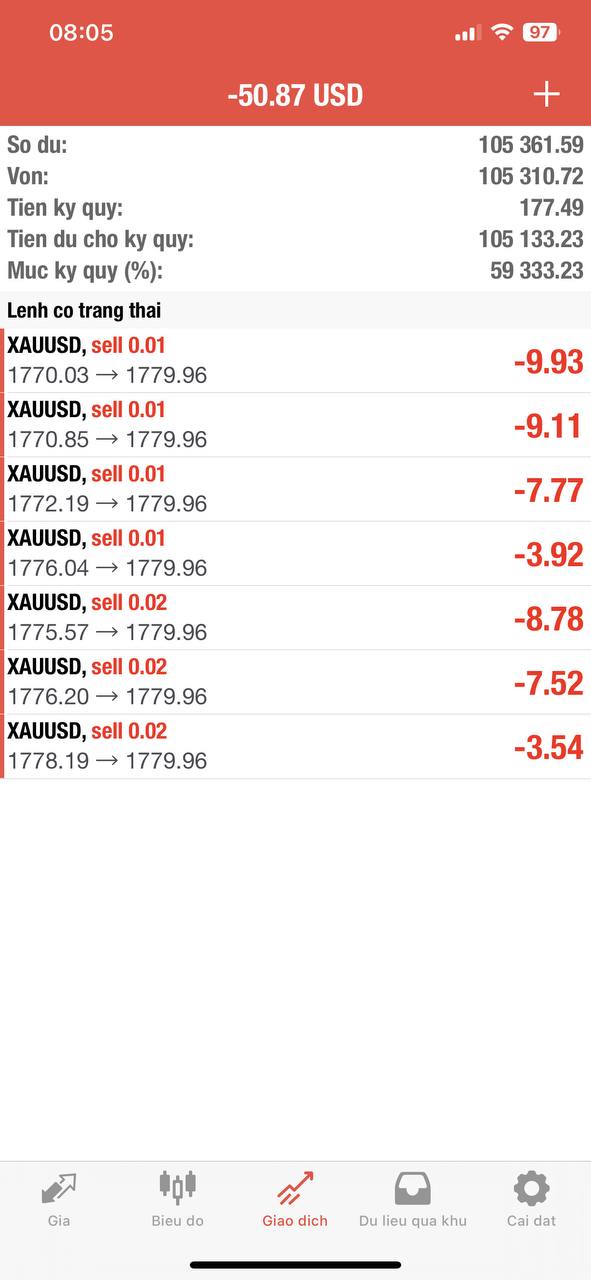 08:05
97
-50.87 USD
So du: 105 361.59
Von: 105 310.72
Tien ky quy: 177.49
Tien du cho ky quy: 105 133.23
Muc ky quy (%): 59 333.23
Lenh co trang thai
XAUUSD, sell 0.01
1770.03 → 1779.96
-9.93
XAUUSD, sell 0.01
1770.85 → 1779.96
-9.11
XAUUSD, sell 0.01
1772.19 → 1779.96
-7.77
XAUUSD, sell 0.01
1776.04 → 1779.96
-3.92
XAUUSD, sell 0.02
1775.57 → 1779.96
-8.78
XAUUSD, sell 0.02
1776.20 → 1779.96
-7.52
XAUUSD, sell 0.02
1778.19 → 1779.96
-3.54
Gia Bieu do Giao dich Du lieu qua khu Cai dat